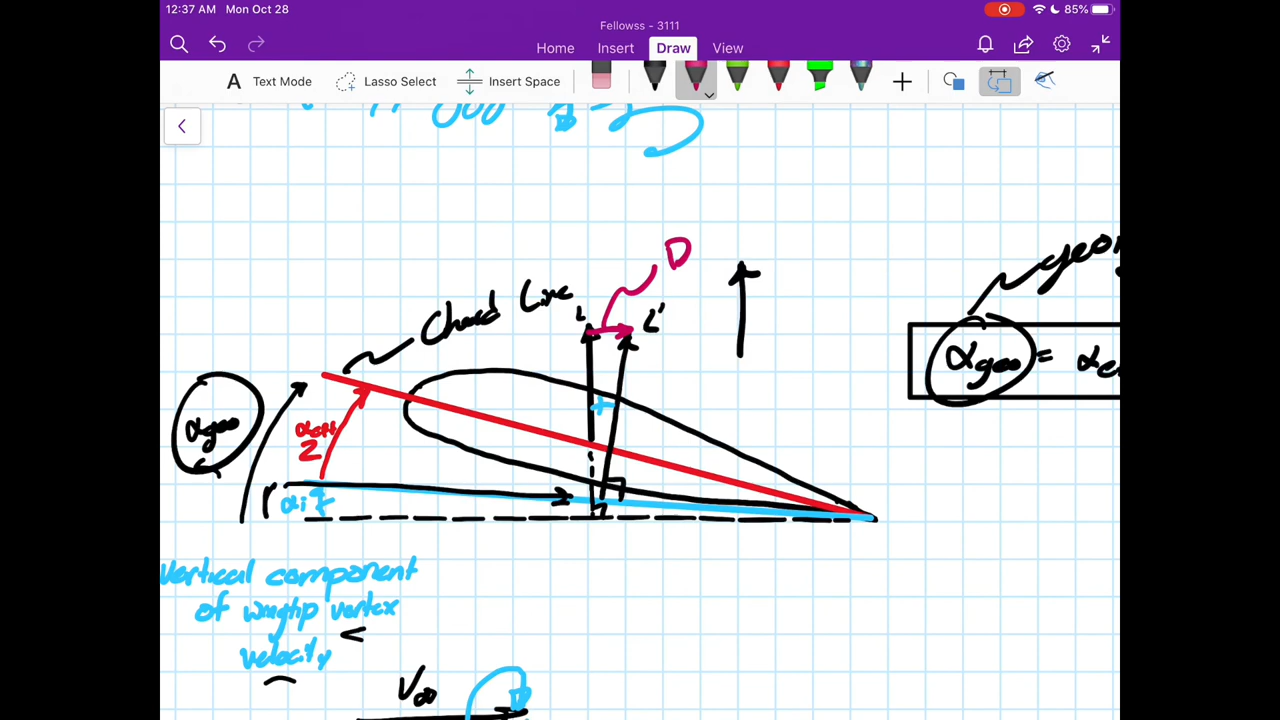 12:37 AM Mon Oct 28
85%
Fellowss - 3111
Home Insert Draw View
A Text Mode Lasso Select Insert Space
D
Chord Line
L L'
αgeo
αeff
αi
αgeo =
Vertical component
of wingtip vortex
velocity
V∞